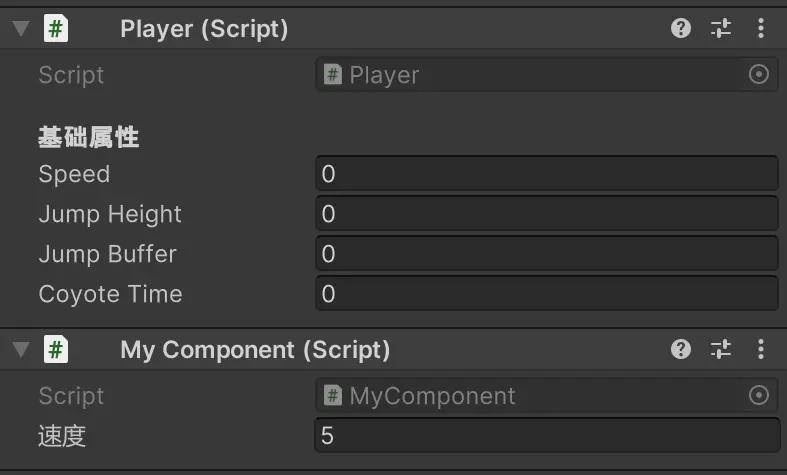 # Player (Script)
Script # Player
基础属性
Speed 0
Jump Height 0
Jump Buffer 0
Coyote Time 0
# My Component (Script)
Script # MyComponent
速度 5